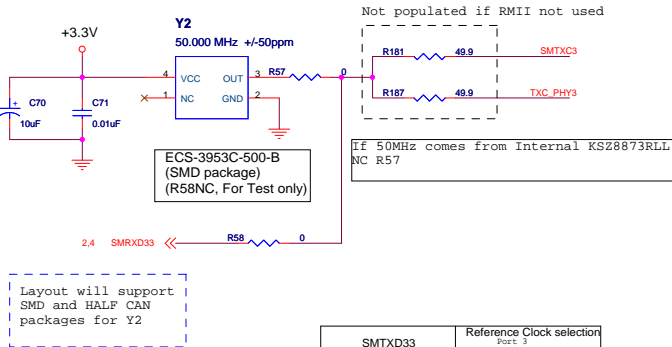 Not populated if RMII not used
Y2
50.000 MHz +/-50ppm
+3.3V
R181 49.9 SMTXC3
4 VCC OUT 3 R57 0
1 NC GND 2
R187 49.9 TXC_PHY3
+ C70 10uF
C71 0.01uF
ECS-3953C-500-B
(SMD package)
(R58NC, For Test only)
If 50MHz comes from Internal KSZ8873RLL
NC R57
2,4 SMRXD33 R58 0
Layout will support
SMD and HALF CAN
packages for Y2
SMTXD33
Reference Clock selection
Port 3